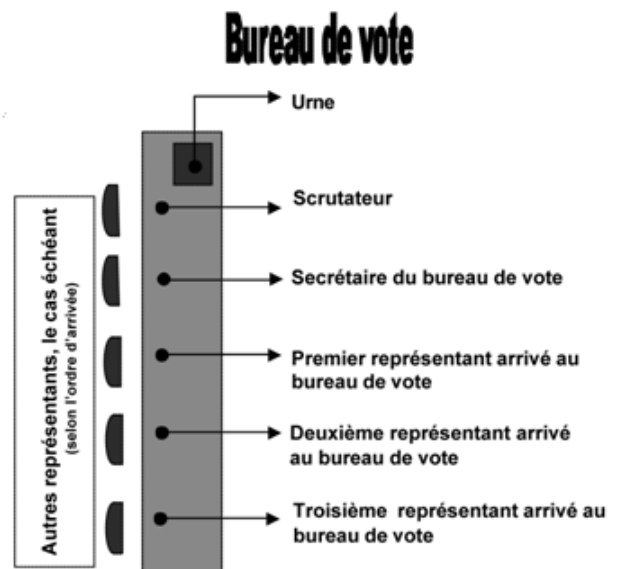 Bureau de vote
Urne
Scrutateur
Secrétaire du bureau de vote
Premier représentant arrivé au
bureau de vote
Deuxième représentant arrivé
au bureau de vote
Troisième représentant arrivé au
bureau de vote
Autres représentants, le cas échéant
(selon l'ordre d'arrivée)